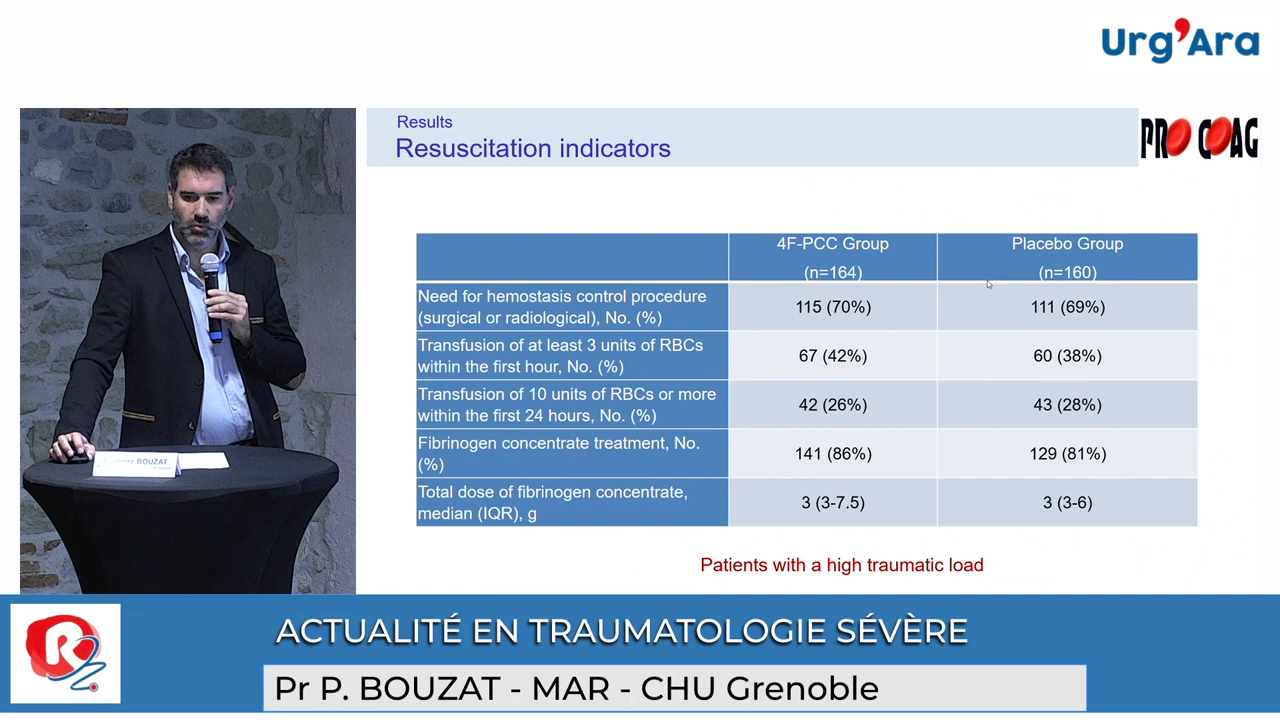 Urg'Ara
Results
Resuscitation indicators
PRO COAG
4F-PCC Group
(n=164)
Placebo Group
(n=160)
Need for hemostasis control procedure
(surgical or radiological), No. (%)
115 (70%)
111 (69%)
Transfusion of at least 3 units of RBCs
within the first hour, No. (%)
67 (42%)
60 (38%)
Transfusion of 10 units of RBCs or more
within the first 24 hours, No. (%)
42 (26%)
43 (28%)
Fibrinogen concentrate treatment, No.
(%)
141 (86%)
129 (81%)
Total dose of fibrinogen concentrate,
median (IQR), g
3 (3-7.5)
3 (3-6)
Patients with a high traumatic load
BOUZAT
R
ACTUALITÉ EN TRAUMATOLOGIE SÉVÈRE
Pr P. BOUZAT - MAR - CHU Grenoble